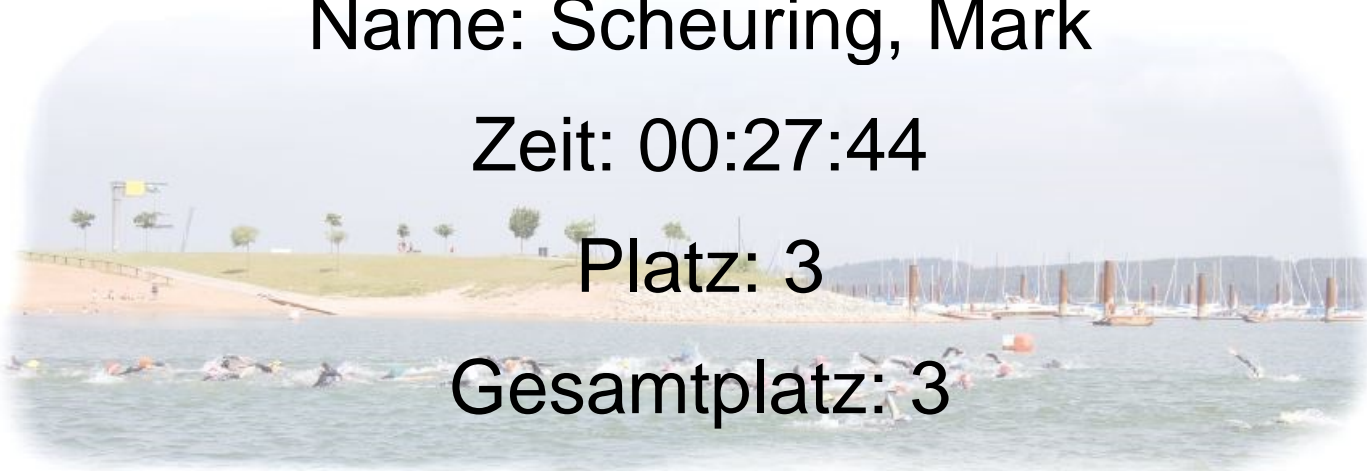 Name: Scheuring, Mark
Zeit: 00:27:44
Platz: 3
Gesamtplatz: 3